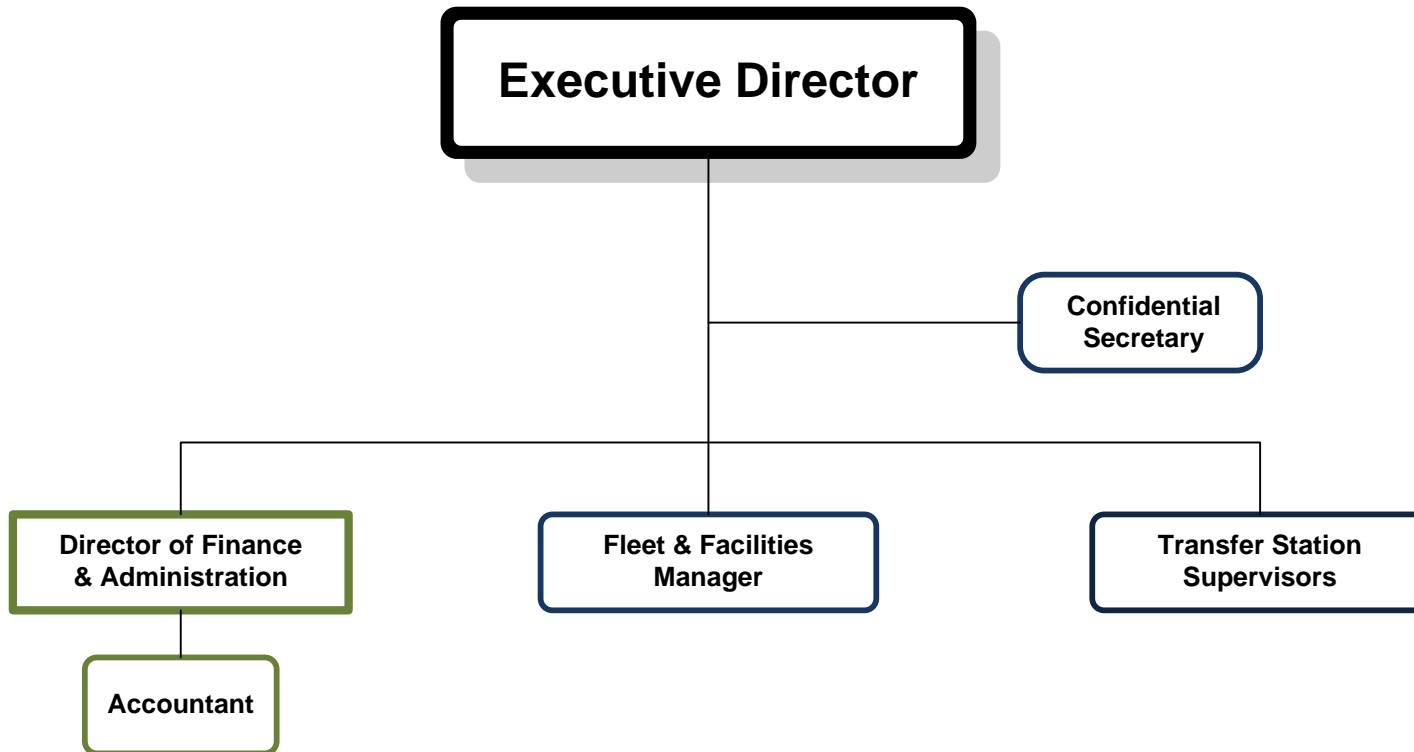 Executive Director
Confidential
Secretary
Director of Finance
& Administration
Fleet & Facilities
Manager
Transfer Station
Supervisors
Accountant